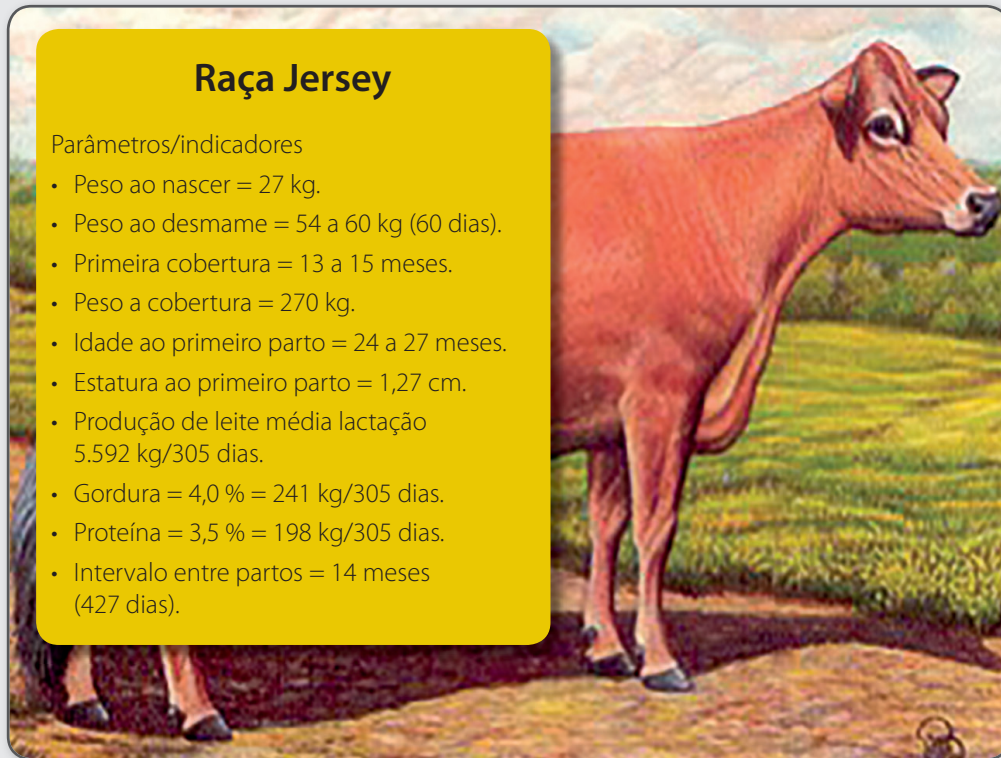 Raça Jersey
Parâmetros/indicadores
• Peso ao nascer = 27 kg.
• Peso ao desmame = 54 a 60 kg (60 dias).
• Primeira cobertura = 13 a 15 meses.
• Peso a cobertura = 270 kg.
• Idade ao primeiro parto = 24 a 27 meses.
• Estatura ao primeiro parto = 1,27 cm.
• Produção de leite média lactação
5.592 kg/305 dias.
• Gordura = 4,0 % = 241 kg/305 dias.
• Proteína = 3,5 % = 198 kg/305 dias.
• Intervalo entre partos = 14 meses
(427 dias).